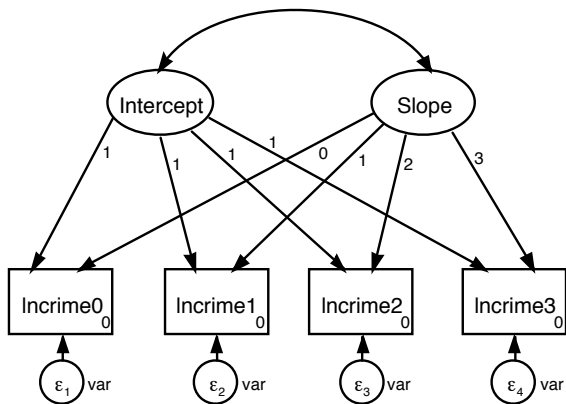 Intercept Slope
1 1 1 1 0 1 2 3
lncrime0 0 lncrime1 0 lncrime2 0 lncrime3 0
ε1 var ε2 var ε3 var ε4 var